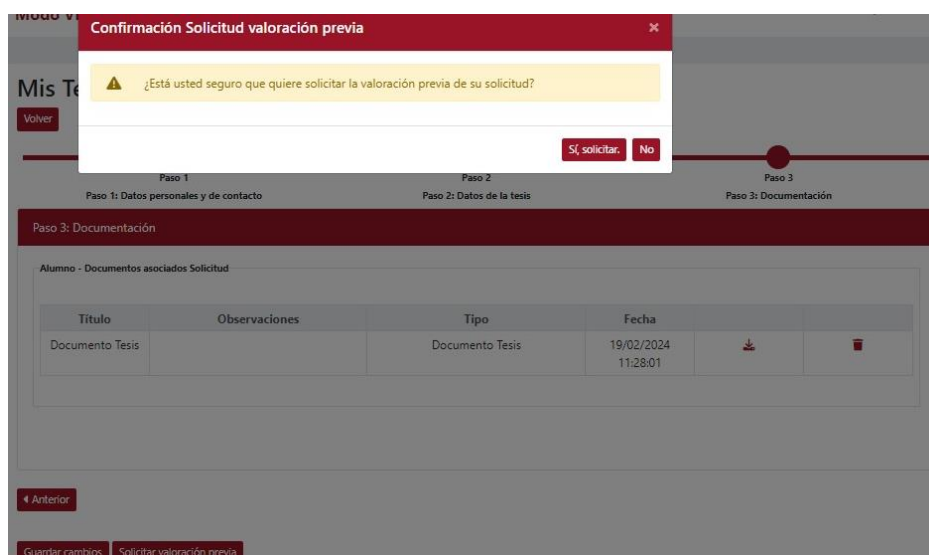 Confirmación Solicitud valoración previa
¿Está usted seguro que quiere solicitar la valoración previa de su solicitud?
Sí, solicitar. No
Mis
Volver
Paso 1 Paso 2 Paso 3
Paso 1: Datos personales y de contacto Paso 2: Datos de la tesis Paso 3: Documentación
Paso 3: Documentación
Alumno - Documentos asociados Solicitud
Título Observaciones Tipo Fecha
Documento Tesis Documento Tesis 19/02/2024
11:28:01
Anterior
Guardar cambios Solicitar valoración previa